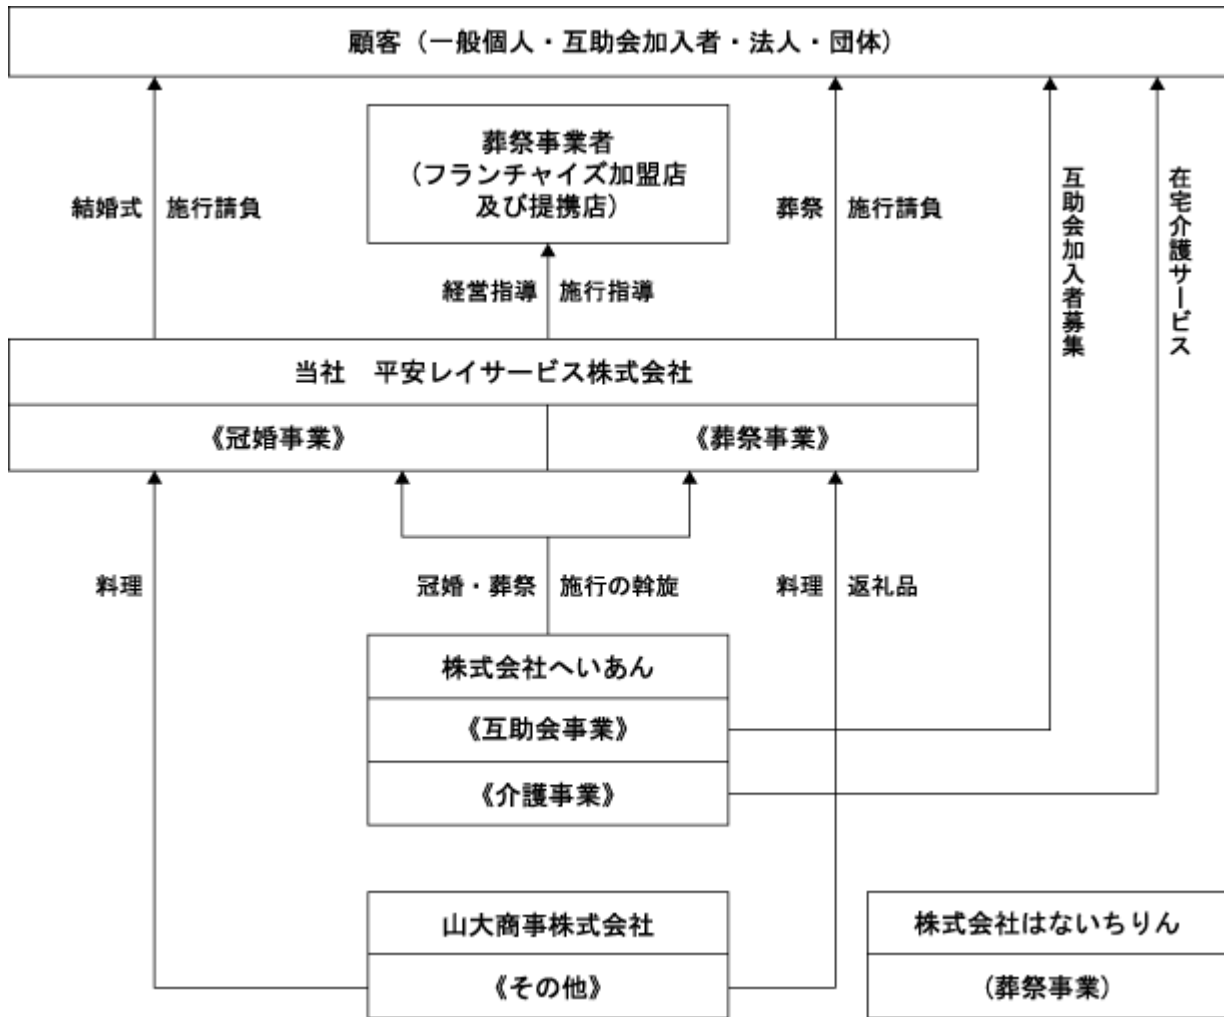 顧客（一般個人・互助会加入者・法人・団体）
葬祭事業者
（フランチャイズ加盟店
及び提携店）
結婚式 施行請負
葬祭 施行請負
互助会加入者募集
在宅介護サービス
経営指導 施行指導
当社 平安レイサービス株式会社
《冠婚事業》
《葬祭事業》
料理
冠婚・葬祭 施行の斡旋
料理 返礼品
株式会社へいあん
《互助会事業》
《介護事業》
山大商事株式会社
《その他》
株式会社はないちりん
（葬祭事業）